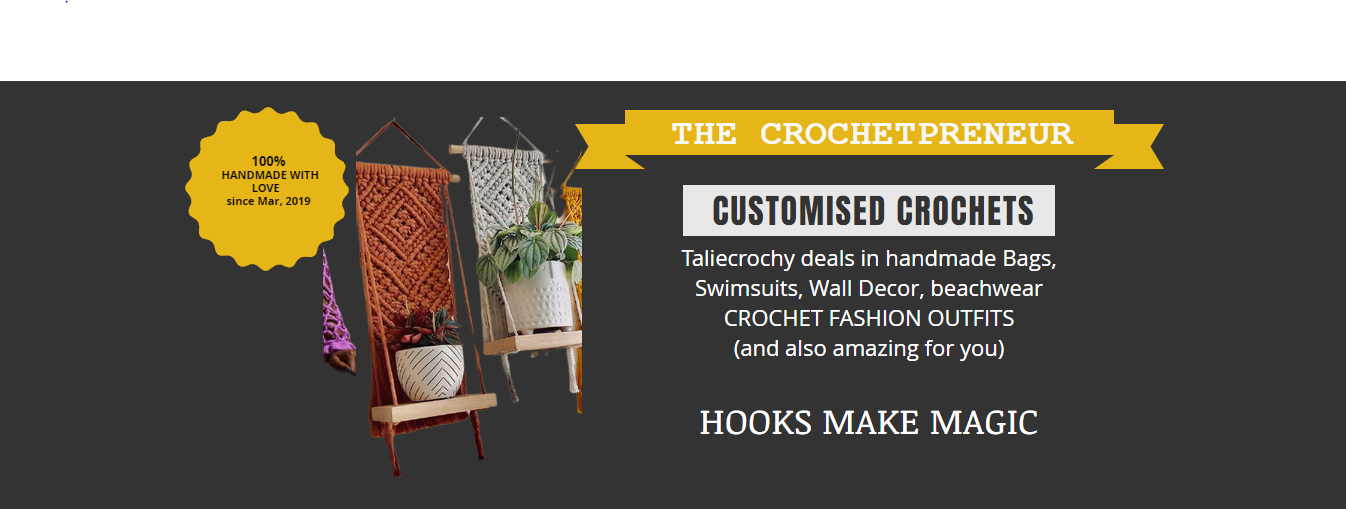 100%
HANDMADE WITH
LOVE
since Mar, 2019
THE CROCHETPRENEUR
CUSTOMISED CROCHETS
Taliecrochy deals in handmade Bags,
Swimsuits, Wall Decor, beachwear
CROCHET FASHION OUTFITS
(and also amazing for you)
HOOKS MAKE MAGIC